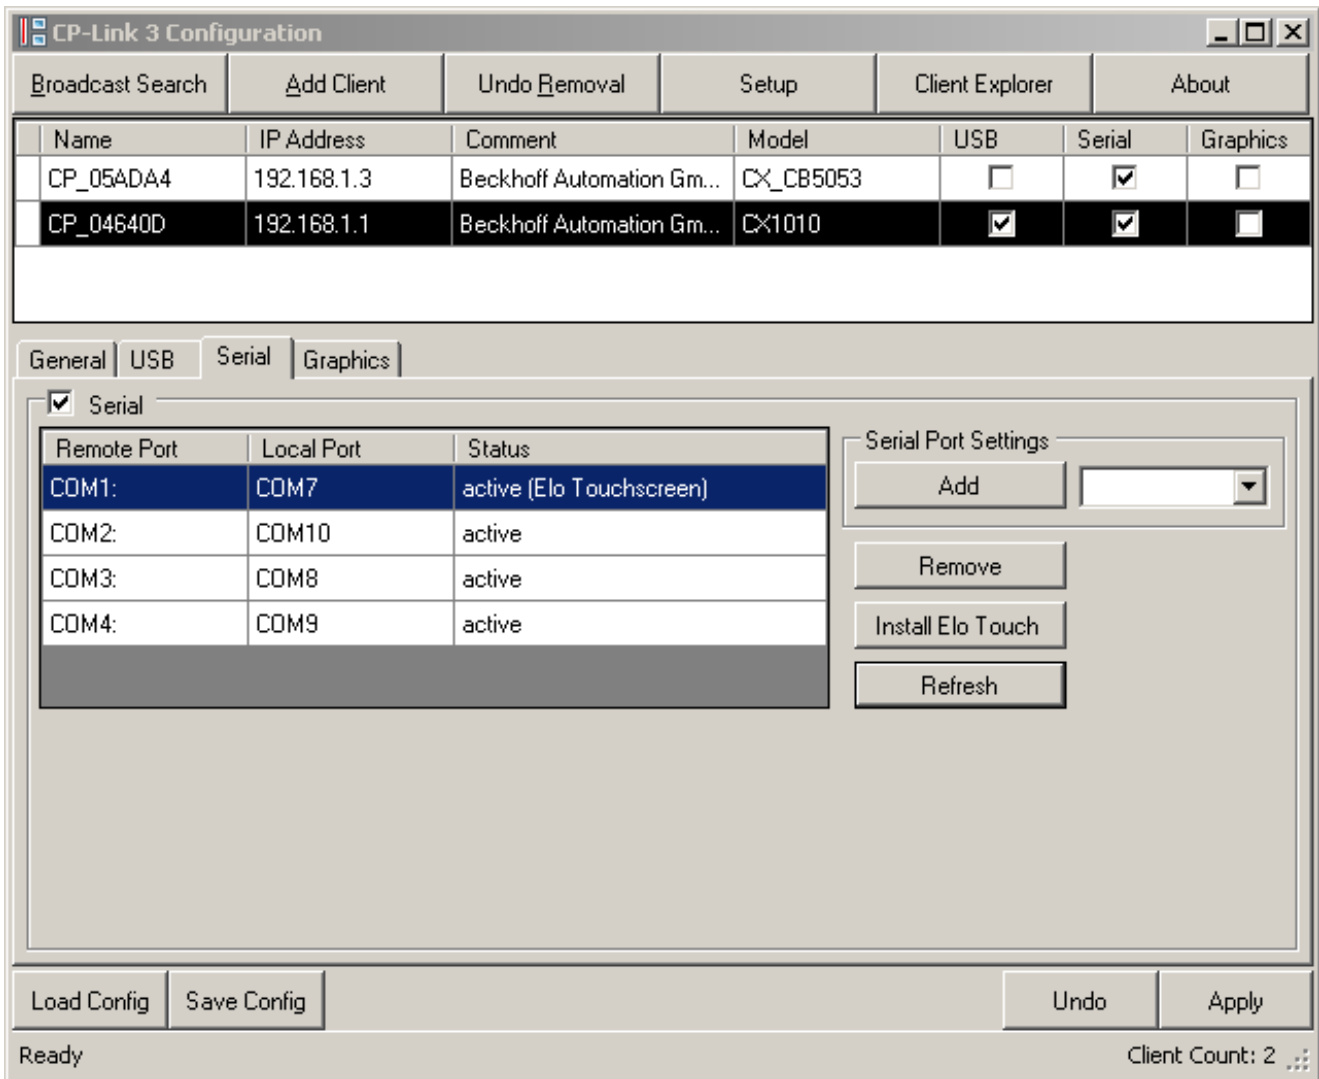 CP-Link 3 Configuration
Broadcast Search Add Client Undo Removal Setup Client Explorer About
Name IP Address Comment Model USB Serial Graphics
CP_05ADA4 192.168.1.3 Beckhoff Automation Gm... CX_CB5053
CP_04640D 192.168.1.1 Beckhoff Automation Gm... CX1010
General USB Serial Graphics
Serial
Remote Port Local Port Status
COM1: COM7 active (Elo Touchscreen)
COM2: COM10 active
COM3: COM8 active
COM4: COM9 active
Serial Port Settings
Add
Remove
Install Elo Touch
Refresh
Load Config Save Config Undo Apply
Ready Client Count: 2